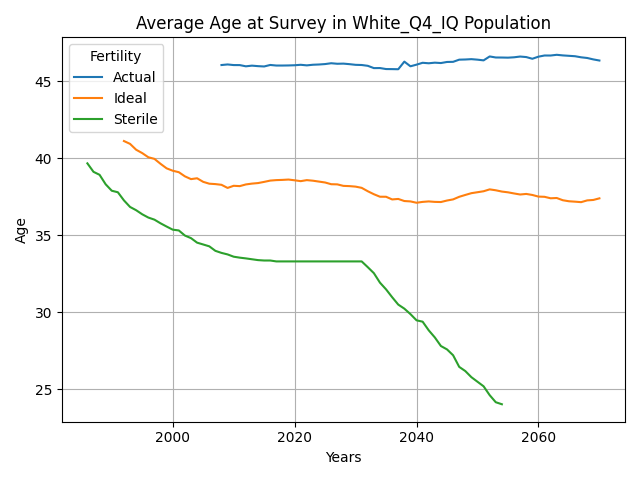 Average Age at Survey in White_Q4_IQ Population
Fertility
Actual
Ideal
Sterile
45
40
35
30
25
Age
2000
2020
2040
2060
Years